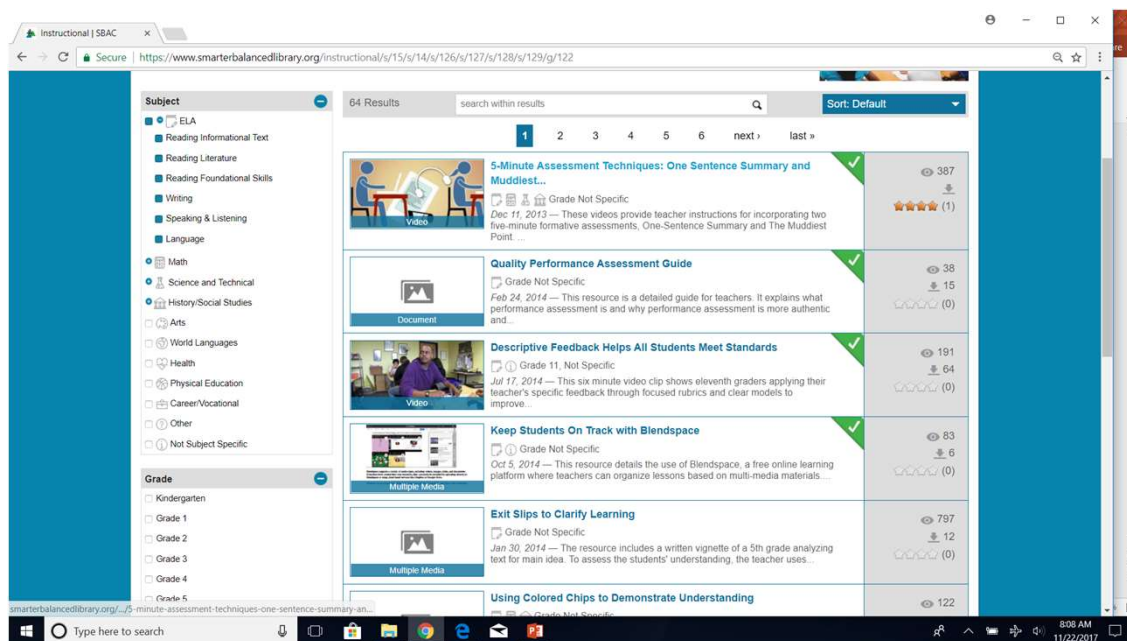 Instructional | SBAC
Secure | https://www.smarterbalancedlibrary.org/instructional/s/15/s/14/s/126/s/127/s/128/s/129/g/122
Subject
ELA
Reading Informational Text
Reading Literature
Reading Foundational Skills
Writing
Speaking & Listening
Language
Math
Science and Technical
History/Social Studies
Arts
World Languages
Health
Physical Education
Career/Vocational
Other
Not Subject Specific
Grade
Kindergarten
Grade 1
Grade 2
Grade 3
Grade 4
Grade 5
64 Results search within results Sort: Default
1 2 3 4 5 6 next › last »
Video
5-Minute Assessment Techniques: One Sentence Summary and
Muddiest...
Grade Not Specific
Dec 11, 2013 — These videos provide teacher instructions for incorporating two
five-minute formative assessments, One-Sentence Summary and The Muddiest
Point. ...
387
(1)
Document
Quality Performance Assessment Guide
Grade Not Specific
Feb 24, 2014 — This resource is a detailed guide for teachers. It explains what
performance assessment is and why performance assessment is more authentic
and...
38
15
(0)
Video
Descriptive Feedback Helps All Students Meet Standards
Grade 11, Not Specific
Jul 17, 2014 — This six minute video clip shows eleventh graders applying their
teacher's specific feedback through focused rubrics and clear models to
improve...
191
64
(0)
Multiple Media
Keep Students On Track with Blendspace
Grade Not Specific
Oct 5, 2014 — This resource details the use of Blendspace, a free online learning
platform where teachers can organize lessons based on multi-media materials....
83
6
(0)
Multiple Media
Exit Slips to Clarify Learning
Grade Not Specific
Jan 30, 2014 — The resource includes a written vignette of a 5th grade analyzing
text for main idea. To assess the students' understanding, the teacher uses...
797
12
(0)
Using Colored Chips to Demonstrate Understanding
Grade Not Specific
122
smarterbalancedlibrary.org/.../5-minute-assessment-techniques-one-sentence-summary-an...
Type here to search
8:08 AM
11/22/2017